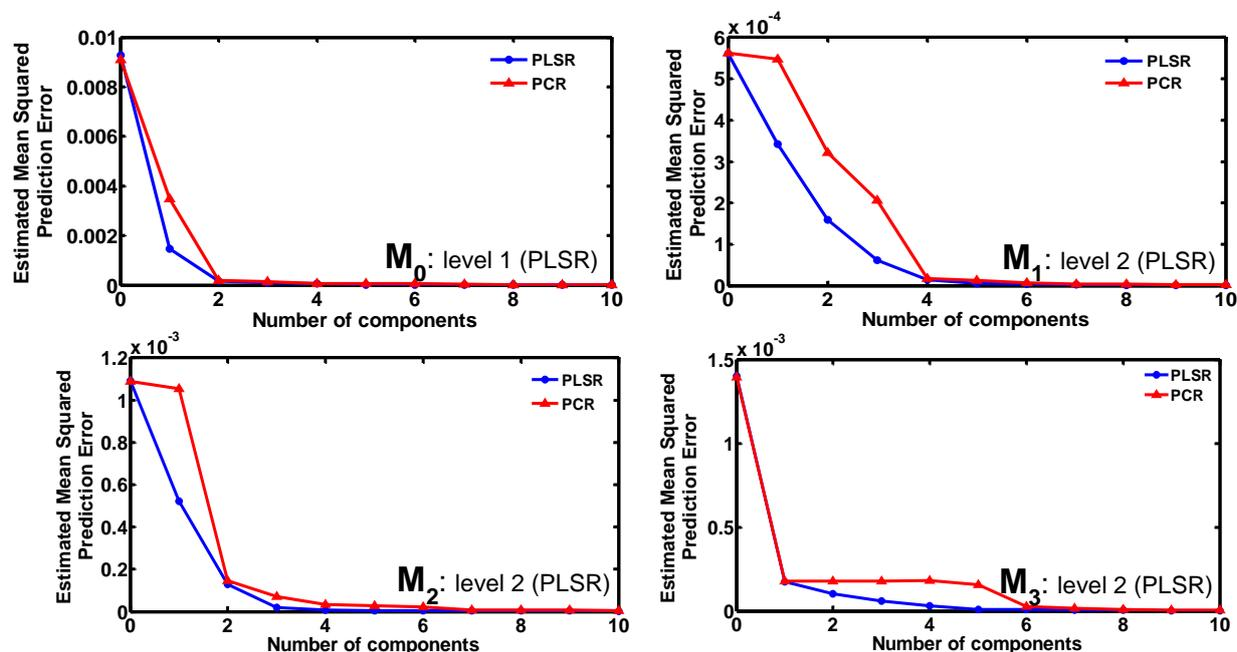 0.01
0.008
0.006
0.004
0.002
0
Estimated Mean Squared
Prediction Error
PLSR
PCR
M0: level 1 (PLSR)
0 2 4 6 8 10
Number of components
x 10-4
6
5
4
3
2
1
0
Estimated Mean Squared
Prediction Error
PLSR
PCR
M1: level 2 (PLSR)
0 2 4 6 8 10
Number of components
x 10-3
1.2
1
0.8
0.6
0.4
0.2
0
Estimated Mean Squared
Prediction Error
PLSR
PCR
M2: level 2 (PLSR)
0 2 4 6 8 10
Number of components
x 10-3
1.5
1
0.5
0
Estimated Mean Squared
Prediction Error
PLSR
PCR
M3: level 2 (PLSR)
0 2 4 6 8 10
Number of components